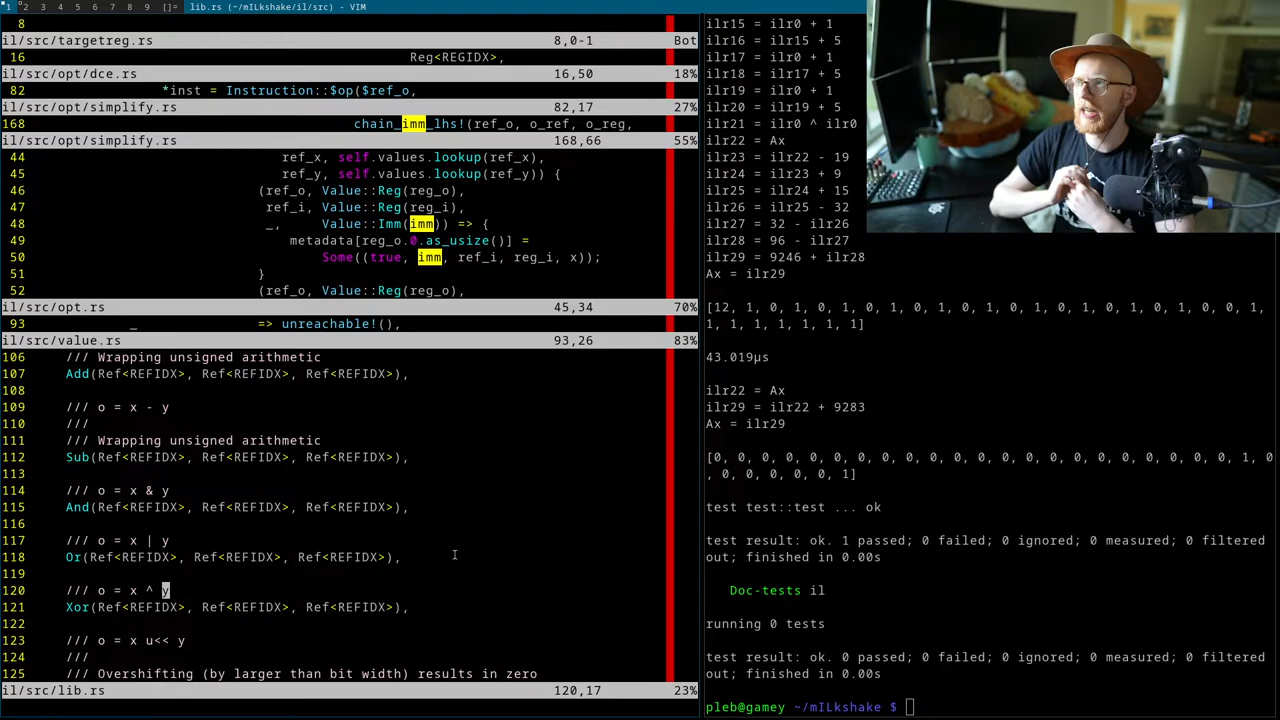 1 2 3 4 5 6 7 8 9 []= lib.rs (~/mILkshake/il/src) - VIM
8
il/src/targetreg.rs 8,0-1 Bot
16 Reg<REGIDX>,
il/src/opt/dce.rs 16,50 18%
82 *inst = Instruction::$op($ref_o,
il/src/opt/simplify.rs 82,17 27%
168 chain_imm_lhs!(ref_o, o_ref, o_reg,
il/src/opt/simplify.rs 168,66 55%
44 ref_x, self.values.lookup(ref_x),
45 ref_y, self.values.lookup(ref_y)) {
46 (ref_o, Value::Reg(reg_o),
47 ref_i, Value::Reg(reg_i),
48 _, Value::Imm(imm)) => {
49 metadata[reg_o.0.as_usize()] =
50 Some((true, imm, ref_i, reg_i, x));
51 }
52 (ref_o, Value::Reg(reg_o),
il/src/opt.rs 45,34 70%
93 _ => unreachable!(),
il/src/value.rs 93,26 83%
106 /// Wrapping unsigned arithmetic
107 Add(Ref<REFIDX>, Ref<REFIDX>, Ref<REFIDX>),
108
109 /// o = x - y
110 ///
111 /// Wrapping unsigned arithmetic
112 Sub(Ref<REFIDX>, Ref<REFIDX>, Ref<REFIDX>),
113
114 /// o = x & y
115 And(Ref<REFIDX>, Ref<REFIDX>, Ref<REFIDX>),
116
117 /// o = x | y
118 Or(Ref<REFIDX>, Ref<REFIDX>, Ref<REFIDX>),
119
120 /// o = x ^ y
121 Xor(Ref<REFIDX>, Ref<REFIDX>, Ref<REFIDX>),
122
123 /// o = x u<< y
124 ///
125 /// Overshifting (by larger than bit width) results in zero
il/src/lib.rs 120,17 23%
ilr15 = ilr0 + 1
ilr16 = ilr15 + 5
ilr17 = ilr0 + 1
ilr18 = ilr17 + 5
ilr19 = ilr0 + 1
ilr20 = ilr19 + 5
ilr21 = ilr0 ^ ilr0
ilr22 = Ax
ilr23 = ilr22 - 19
ilr24 = ilr23 + 9
ilr25 = ilr24 + 15
ilr26 = ilr25 - 32
ilr27 = 32 - ilr26
ilr28 = 96 - ilr27
ilr29 = 9246 + ilr28
Ax = ilr29
[12, 1, 0, 1, 0, 1, 0, 1, 0, 1, 0, 1, 0, 1, 0, 1, 0, 1, 0, 1, 0, 0, 1,
1, 1, 1, 1, 1, 1, 1]
43.019µs
ilr22 = Ax
ilr29 = ilr22 + 9283
Ax = ilr29
[0, 0, 0, 0, 0, 0, 0, 0, 0, 0, 0, 0, 0, 0, 0, 0, 0, 0, 0, 0, 0, 0, 1, 0
, 0, 0, 0, 0, 0, 1]
test test::test ... ok
test result: ok. 1 passed; 0 failed; 0 ignored; 0 measured; 0 filtered
out; finished in 0.00s
Doc-tests il
running 0 tests
test result: ok. 0 passed; 0 failed; 0 ignored; 0 measured; 0 filtered
out; finished in 0.00s
pleb@gamey ~/mILkshake $